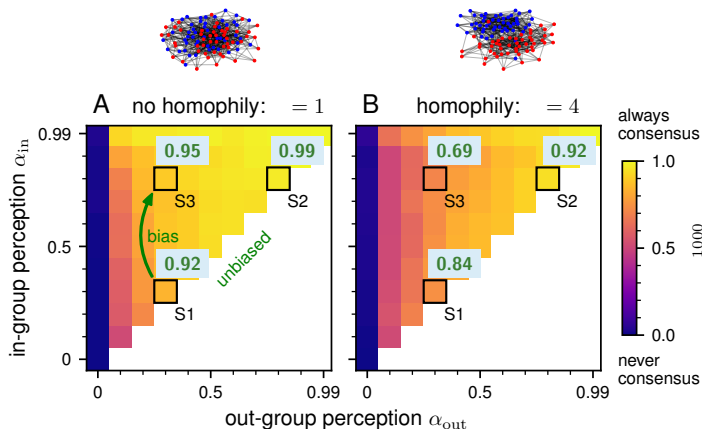 A no homophily: = 1
B homophily: = 4
always
consensus
in-group perception α_in
0.99
0.5
0
0.95
S3
0.99
S2
bias
unbiased
0.92
S1
0.69
S3
0.92
S2
0.84
S1
1.0
0.5
0.0
1000
never
consensus
0
0.5
0.99
0
0.5
0.99
out-group perception α_out